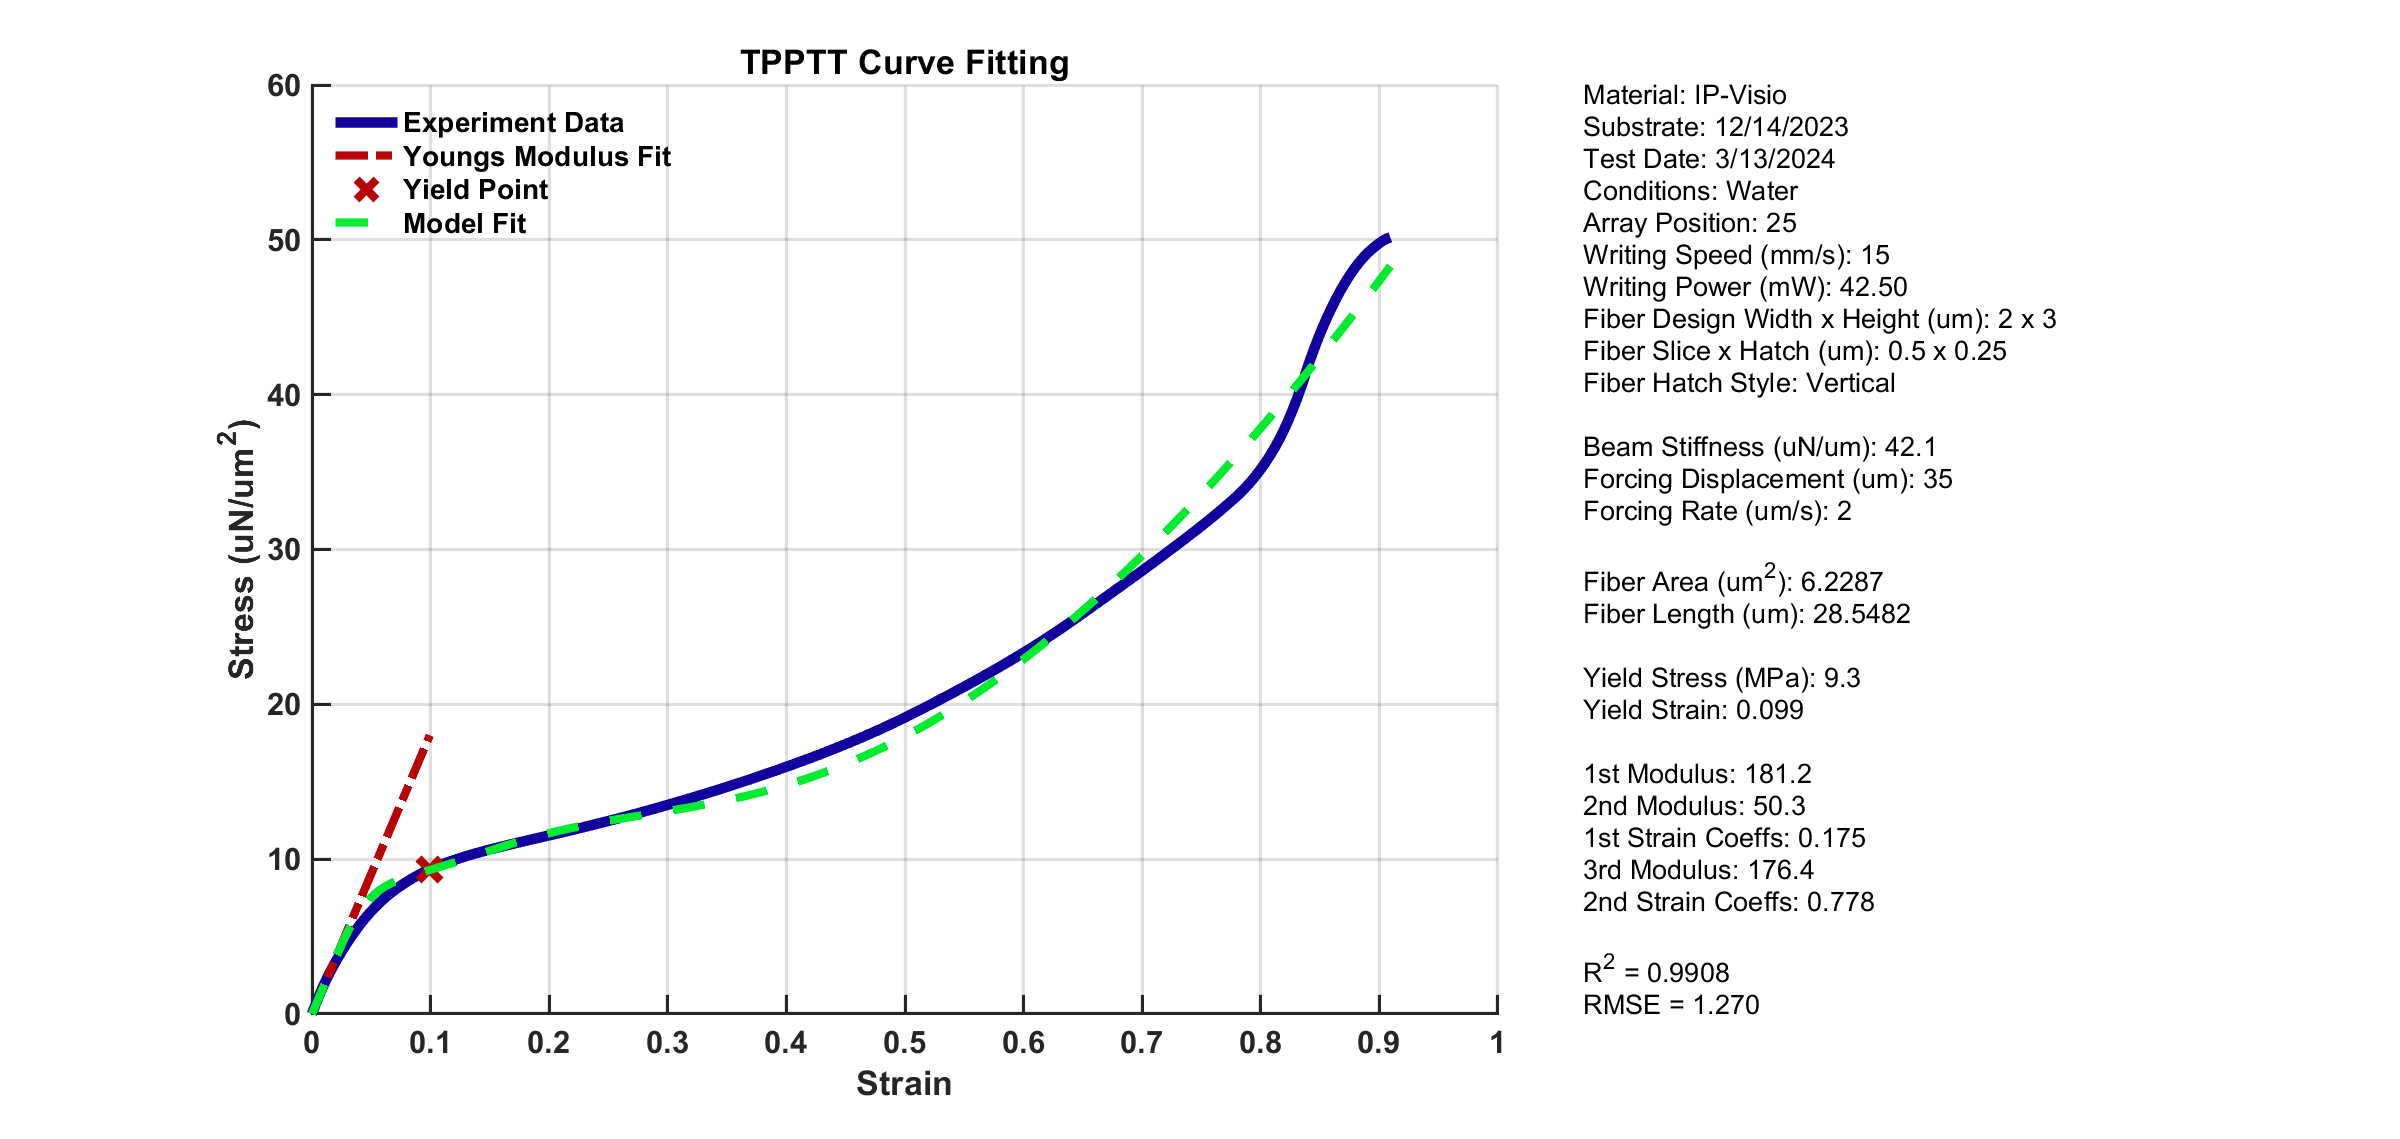 TPPTT Curve Fitting
60
50
40
30
20
10
0
Stress (uN/um²)
Experiment Data
Youngs Modulus Fit
Yield Point
Model Fit
0 0.1 0.2 0.3 0.4 0.5 0.6 0.7 0.8 0.9 1
Strain
Material: IP-Visio
Substrate: 12/14/2023
Test Date: 3/13/2024
Conditions: Water
Array Position: 25
Writing Speed (mm/s): 15
Writing Power (mW): 42.50
Fiber Design Width x Height (um): 2 x 3
Fiber Slice x Hatch (um): 0.5 x 0.25
Fiber Hatch Style: Vertical
Beam Stiffness (uN/um): 42.1
Forcing Displacement (um): 35
Forcing Rate (um/s): 2
Fiber Area (um²): 6.2287
Fiber Length (um): 28.5482
Yield Stress (MPa): 9.3
Yield Strain: 0.099
1st Modulus: 181.2
2nd Modulus: 50.3
1st Strain Coeffs: 0.175
3rd Modulus: 176.4
2nd Strain Coeffs: 0.778
R² = 0.9908
RMSE = 1.270